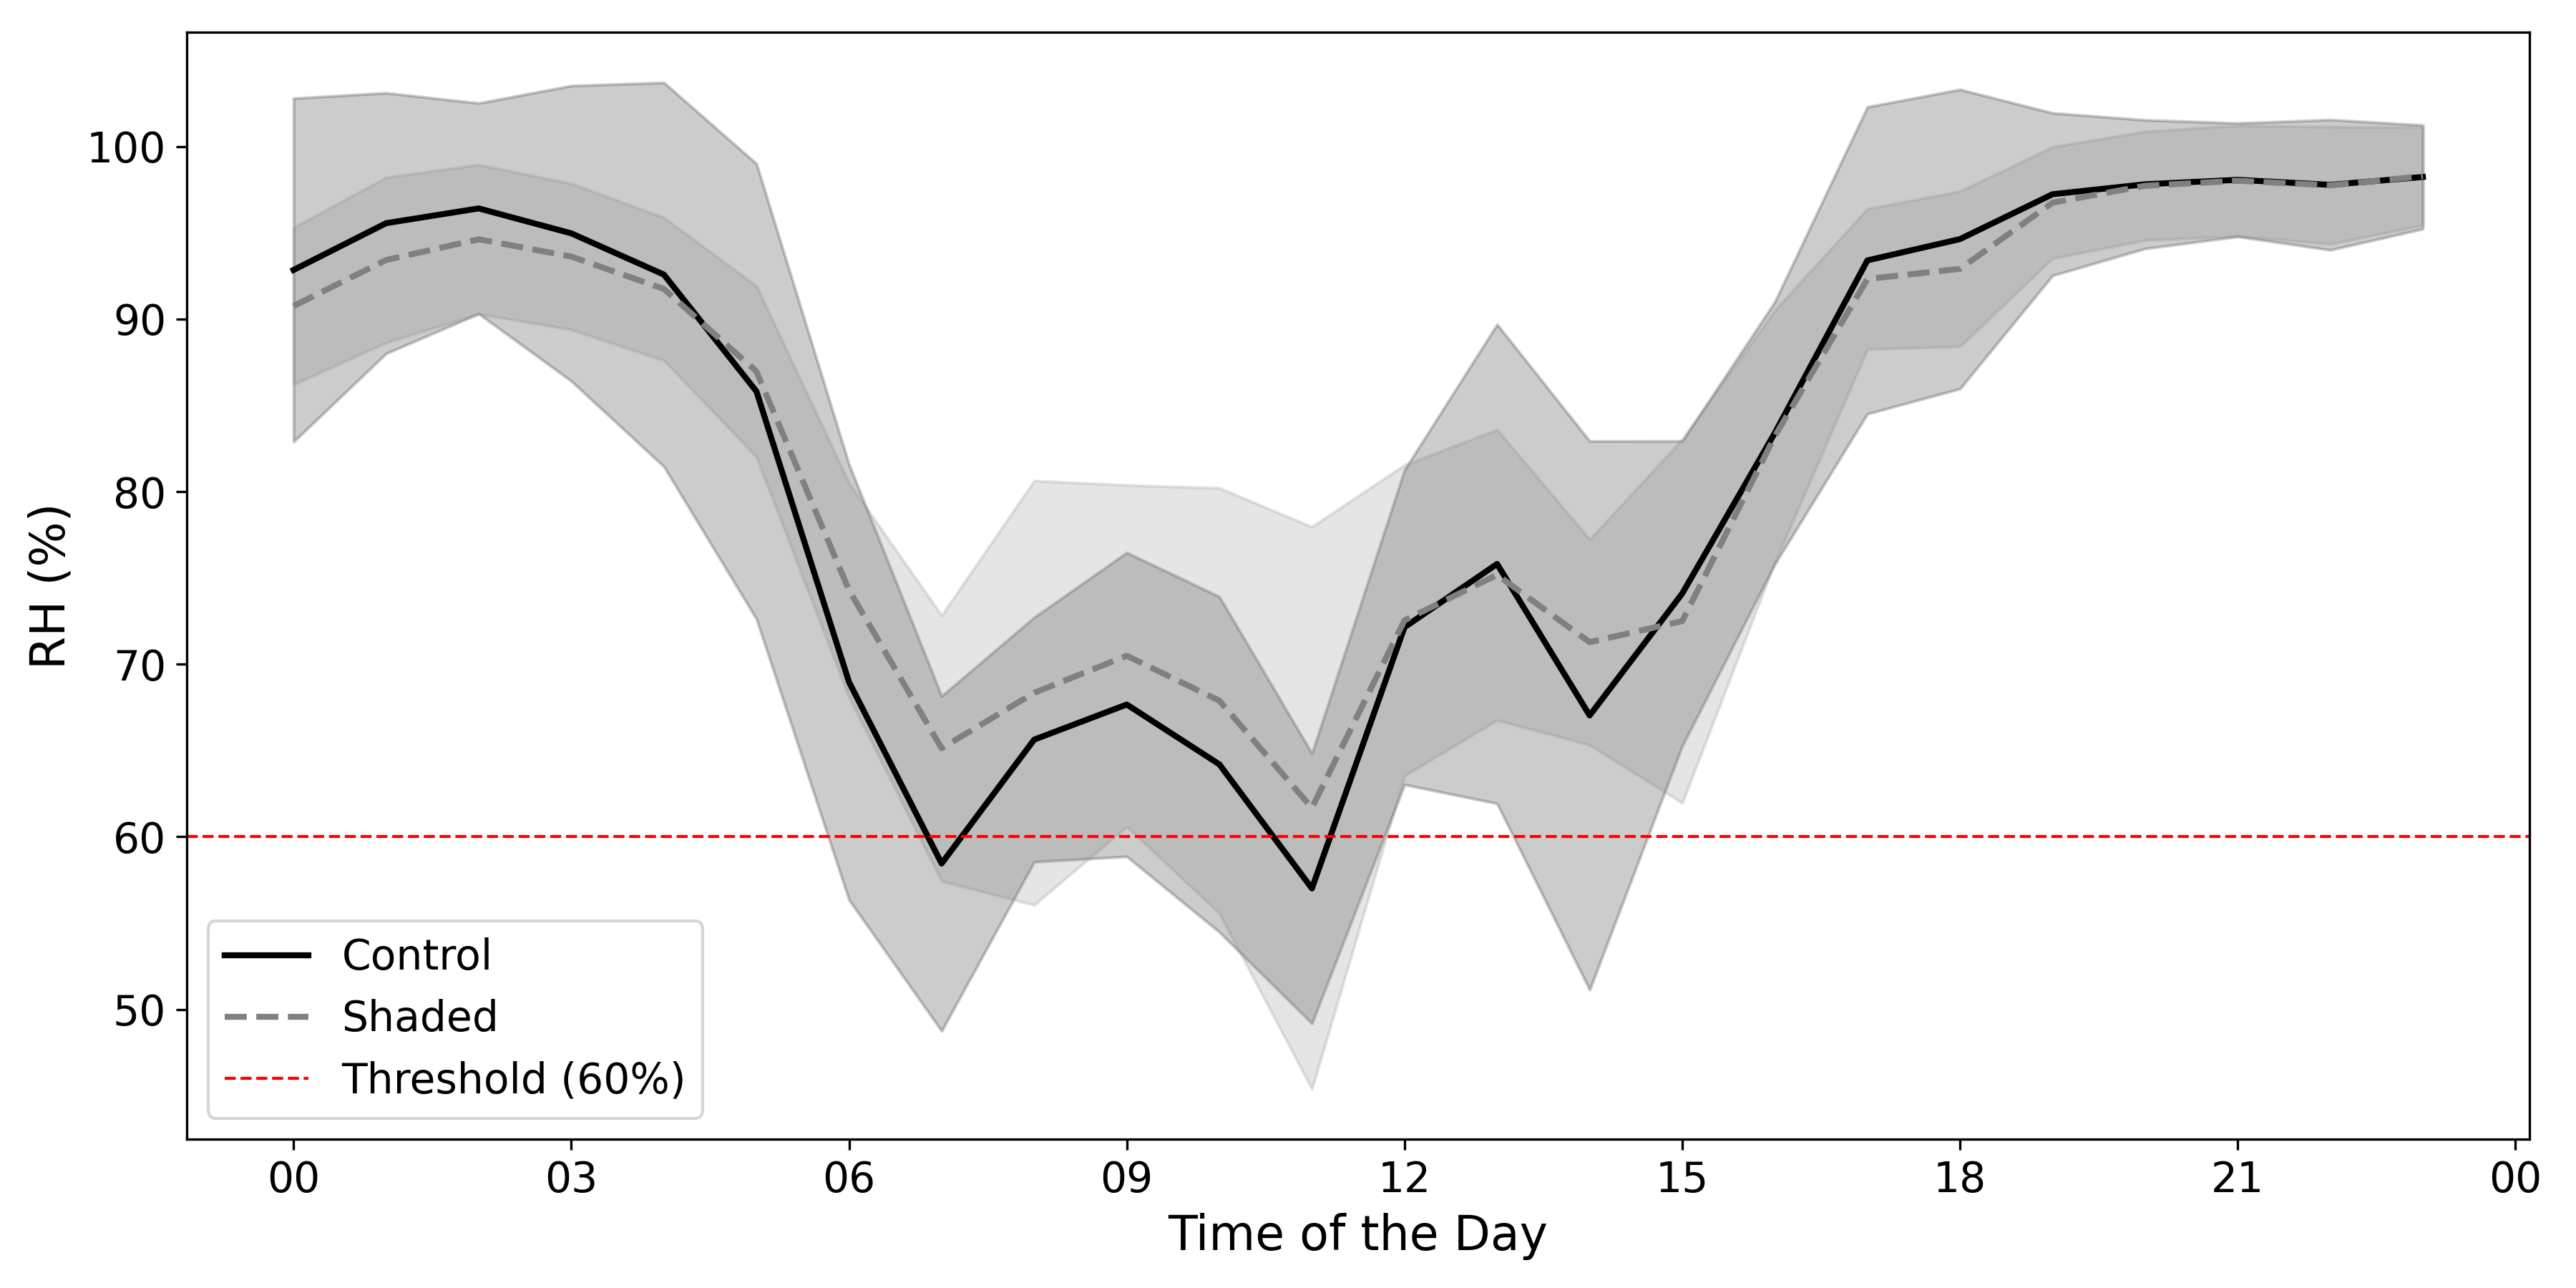 RH (%)
100
90
80
70
60
50
Control
Shaded
Threshold (60%)
00 03 06 09 12 15 18 21 00
Time of the Day